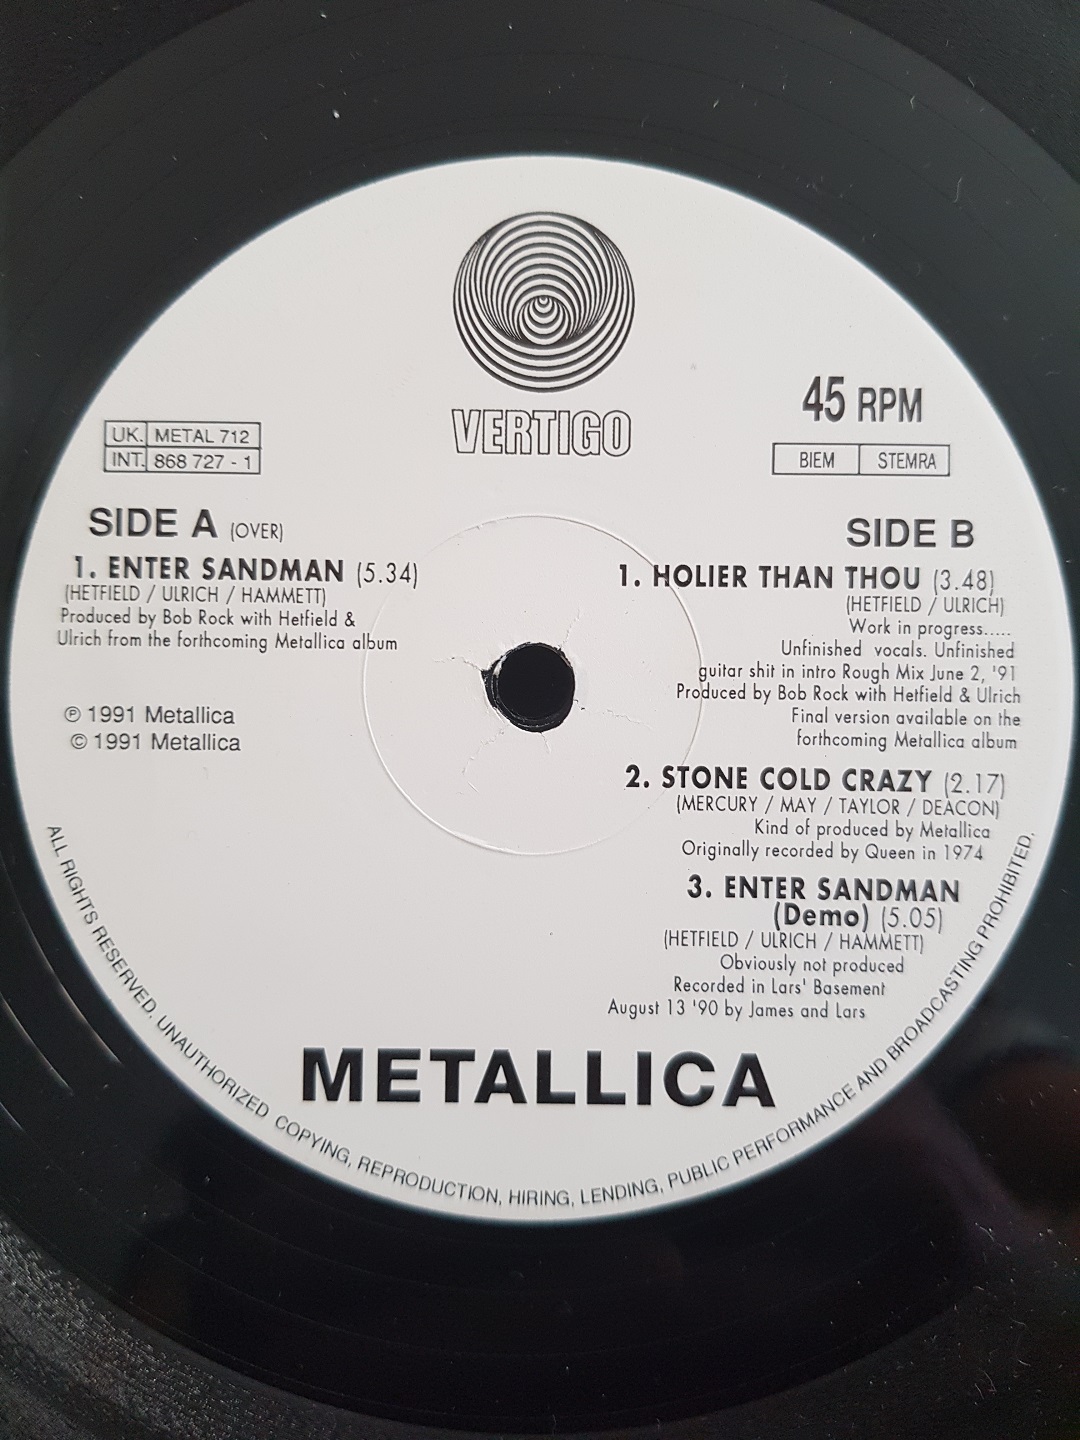 VERTIGO
45 RPM
UK. METAL 712
INT. 868 727 - 1
BIEM STEMRA
SIDE A (OVER)
1. ENTER SANDMAN (5.34)
(HETFIELD / ULRICH / HAMMETT)
Produced by Bob Rock with Hetfield &
Ulrich from the forthcoming Metallica album
℗ 1991 Metallica
© 1991 Metallica
SIDE B
1. HOLIER THAN THOU (3.48)
(HETFIELD / ULRICH)
Work in progress.....
Unfinished vocals. Unfinished
guitar shit in intro Rough Mix June 2, '91
Produced by Bob Rock with Hetfield & Ulrich
Final version available on the
forthcoming Metallica album
2. STONE COLD CRAZY (2.17)
(MERCURY / MAY / TAYLOR / DEACON)
Kind of produced by Metallica
Originally recorded by Queen in 1974
3. ENTER SANDMAN
(Demo) (5.05)
(HETFIELD / ULRICH / HAMMETT)
Obviously not produced
Recorded in Lars' Basement
August 13 '90 by James and Lars
METALLICA
ALL RIGHTS RESERVED. UNAUTHORIZED COPYING, REPRODUCTION, HIRING, LENDING, PUBLIC PERFORMANCE AND BROADCASTING PROHIBITED.